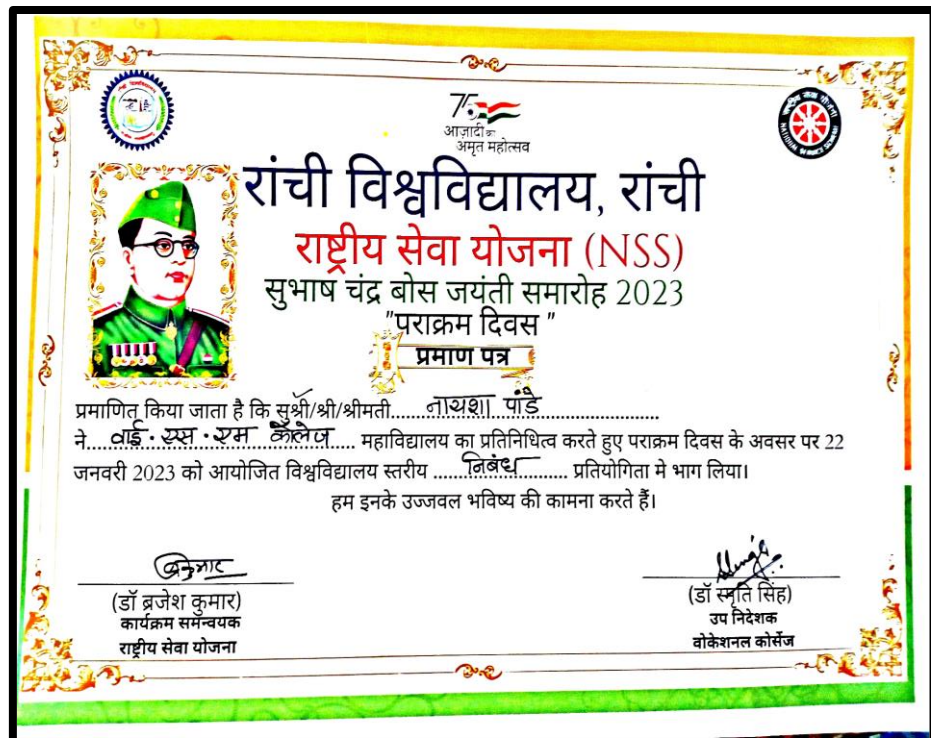 75
आज़ादी का
अमृत महोत्सव
रांची विश्वविद्यालय, रांची
राष्ट्रीय सेवा योजना (NSS)
सुभाष चंद्र बोस जयंती समारोह 2023
"पराक्रम दिवस "
प्रमाण पत्र
प्रमाणित किया जाता है कि सुश्री/श्री/श्रीमती.....नायशा पांडे.....................
ने...वाई.एस.एम कॉलेज.... महाविद्यालय का प्रतिनिधित्व करते हुए पराक्रम दिवस के अवसर पर 22
जनवरी 2023 को आयोजित विश्वविद्यालय स्तरीय .....निबंध......... प्रतियोगिता मे भाग लिया।
हम इनके उज्जवल भविष्य की कामना करते हैं।
(डॉ ब्रजेश कुमार)
कार्यक्रम समन्वयक
राष्ट्रीय सेवा योजना
(डॉ स्मृति सिंह)
उप निदेशक
वोकेशनल कोर्सेज